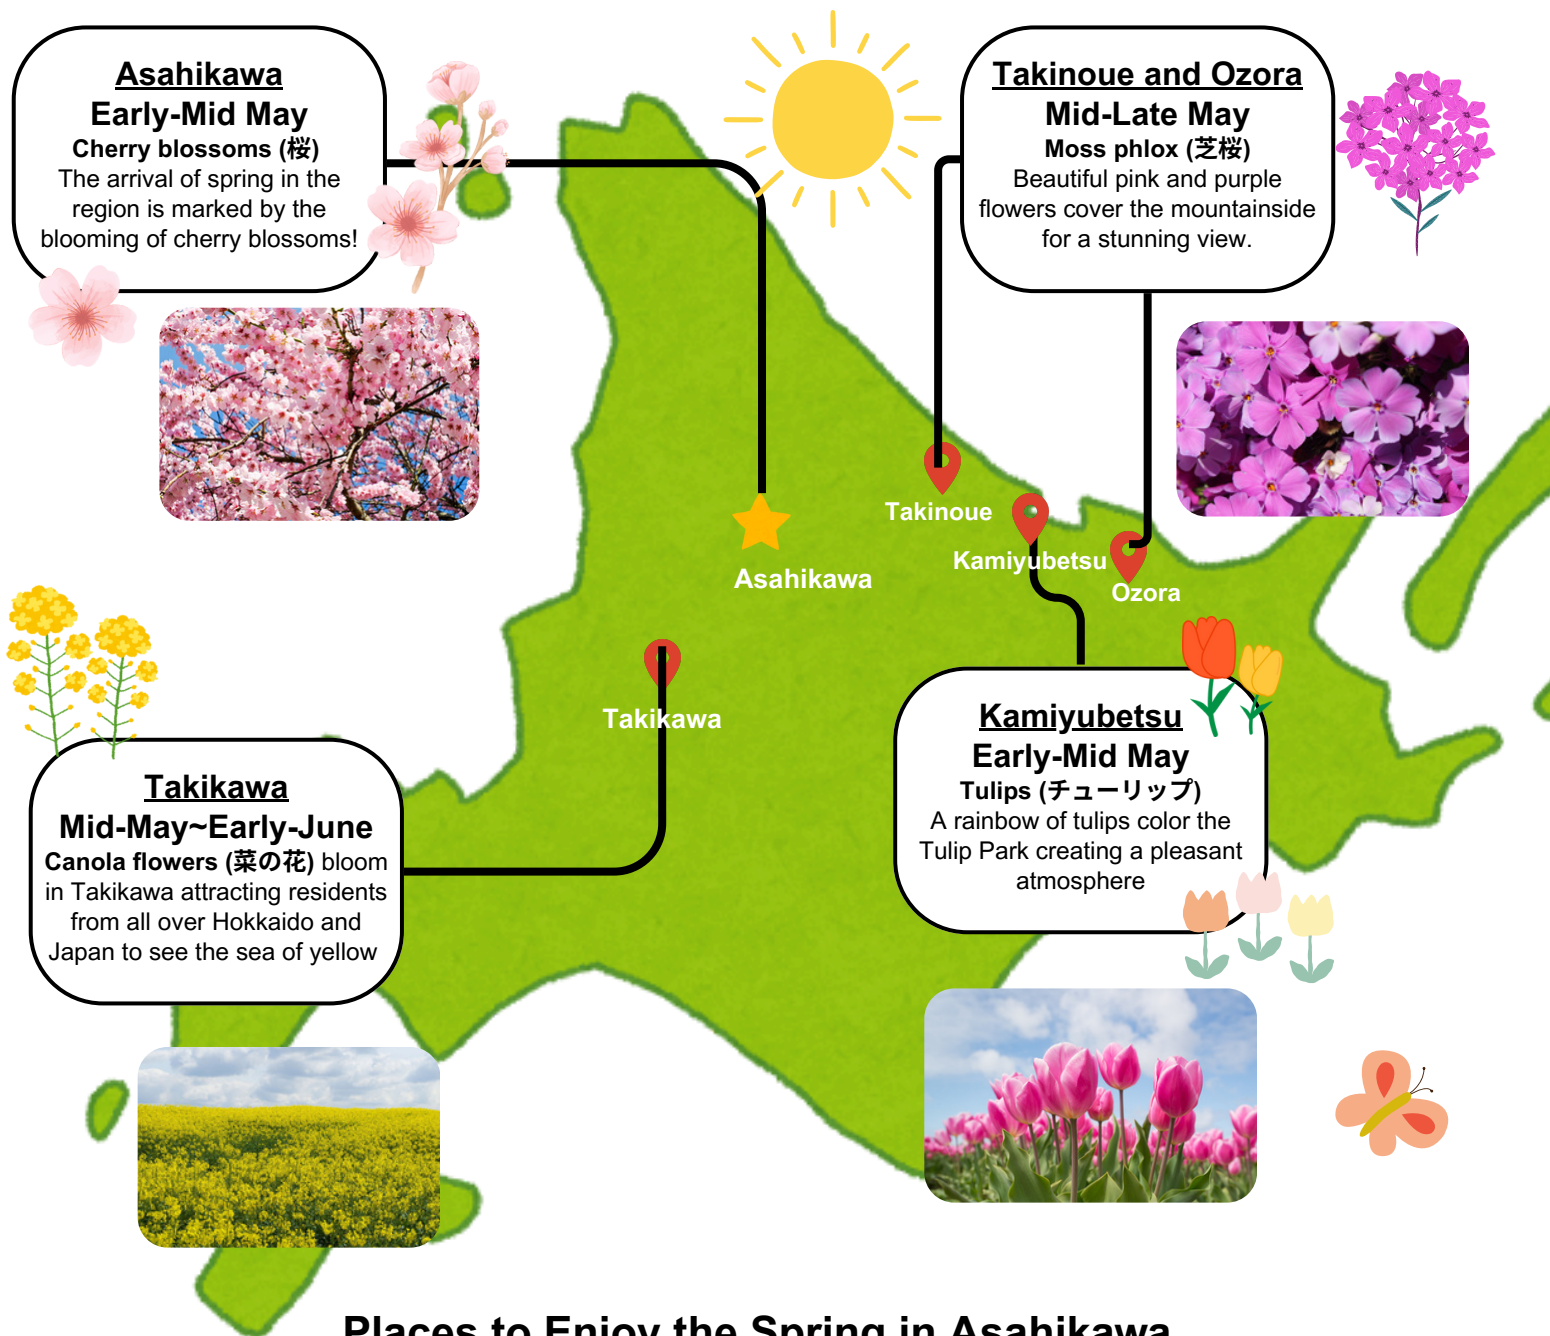 Asahikawa
Early-Mid May
Cherry blossoms (桜)
The arrival of spring in the
region is marked by the
blooming of cherry blossoms!
Takinoue and Ozora
Mid-Late May
Moss phlox (芝桜)
Beautiful pink and purple
flowers cover the mountainside
for a stunning view.
Takinoue
Kamiyubetsu
Ozora
Asahikawa
Takikawa
Takikawa
Mid-May~Early-June
Canola flowers (菜の花) bloom
in Takikawa attracting residents
from all over Hokkaido and
Japan to see the sea of yellow
Kamiyubetsu
Early-Mid May
Tulips (チューリップ)
A rainbow of tulips color the
Tulip Park creating a pleasant
atmosphere
Places to Enjoy the Spring in Asahikawa